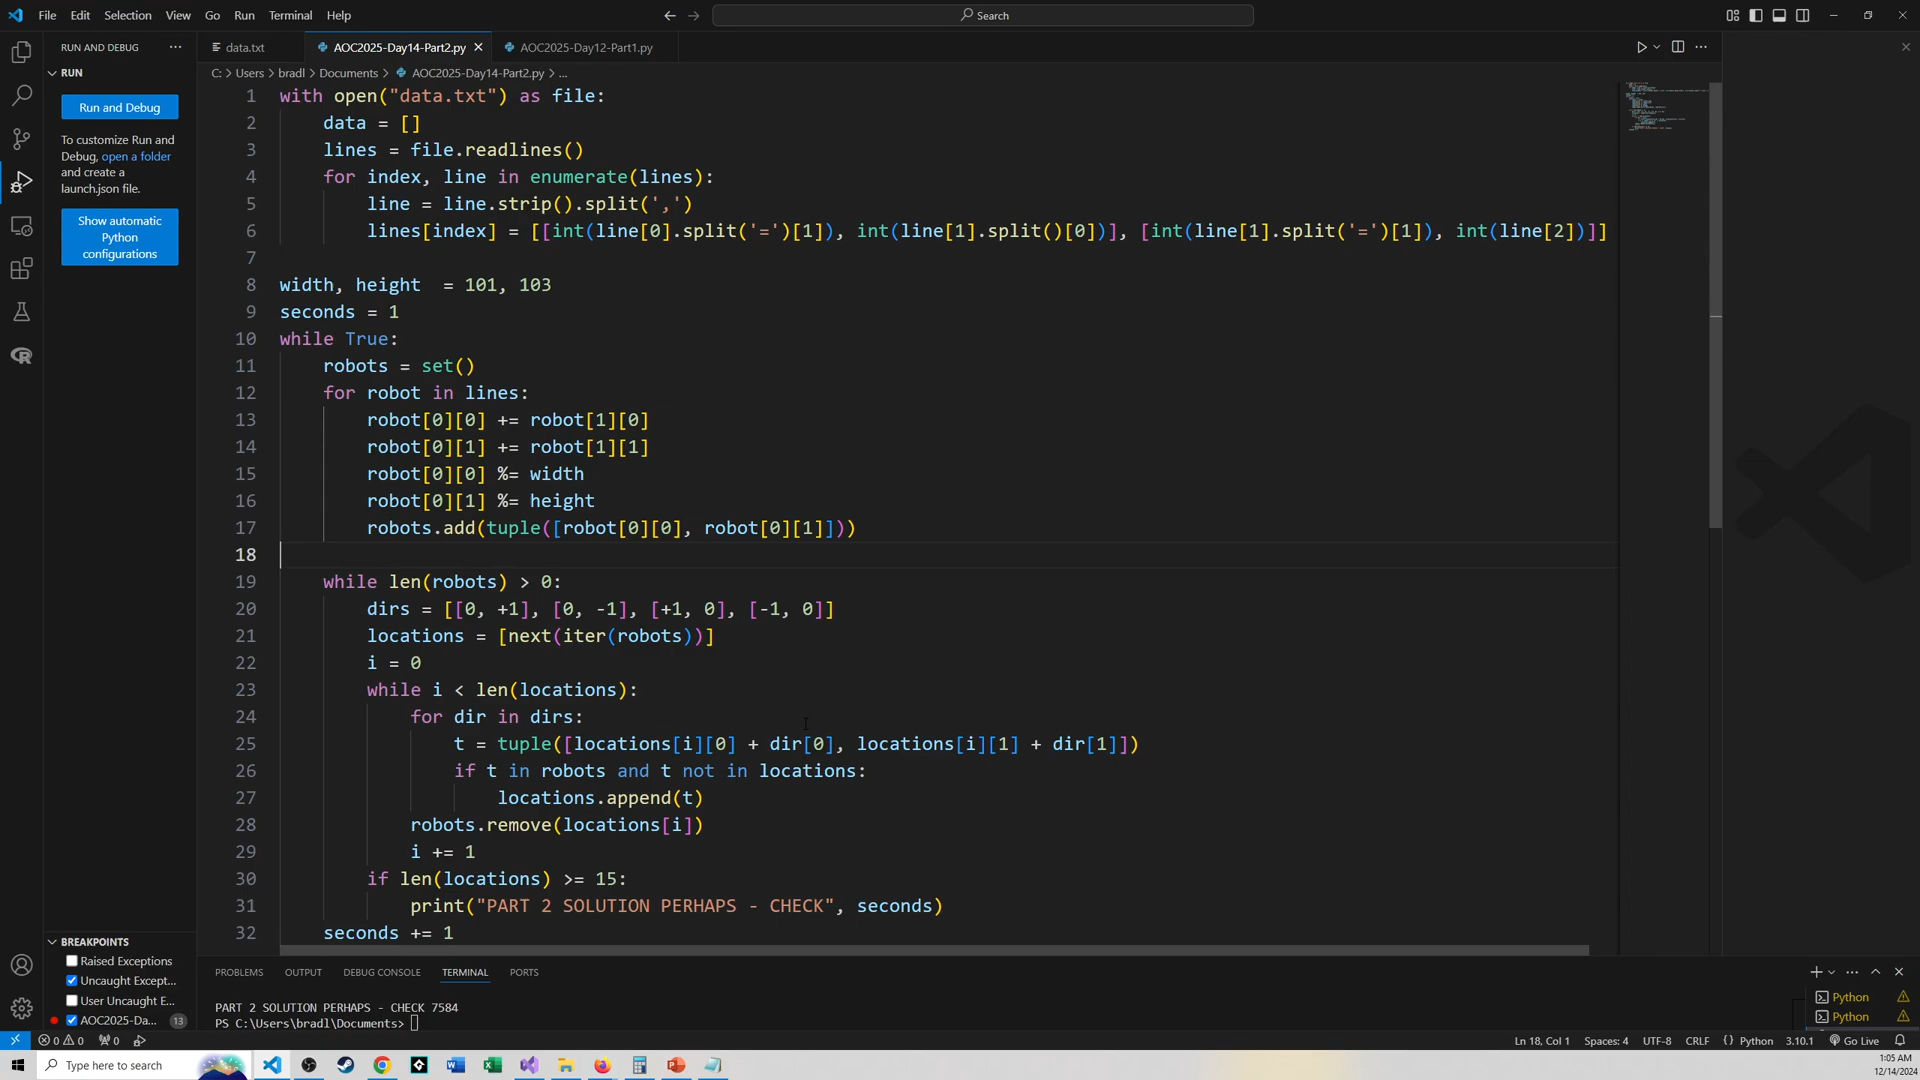 File Edit Selection View Go Run Terminal Help
Search
RUN AND DEBUG
data.txt
AOC2025-Day14-Part2.py
AOC2025-Day12-Part1.py
RUN
C: > Users > bradl > Documents > AOC2025-Day14-Part2.py > ...
Run and Debug
To customize Run and
Debug, open a folder
and create a
launch.json file.
Show automatic
Python
configurations
1 with open("data.txt") as file:
2     data = []
3     lines = file.readlines()
4     for index, line in enumerate(lines):
5         line = line.strip().split(',')
6         lines[index] = [[int(line[0].split('=')[1]), int(line[1].split()[0])], [int(line[1].split('=')[1]), int(line[2])]]
7
8 width, height  = 101, 103
9 seconds = 1
10 while True:
11     robots = set()
12     for robot in lines:
13         robot[0][0] += robot[1][0]
14         robot[0][1] += robot[1][1]
15         robot[0][0] %= width
16         robot[0][1] %= height
17         robots.add(tuple([robot[0][0], robot[0][1]]))
18
19     while len(robots) > 0:
20         dirs = [[0, +1], [0, -1], [+1, 0], [-1, 0]]
21         locations = [next(iter(robots))]
22         i = 0
23         while i < len(locations):
24             for dir in dirs:
25                 t = tuple([locations[i][0] + dir[0], locations[i][1] + dir[1]])
26                 if t in robots and t not in locations:
27                     locations.append(t)
28             robots.remove(locations[i])
29             i += 1
30         if len(locations) >= 15:
31             print("PART 2 SOLUTION PERHAPS - CHECK", seconds)
32     seconds += 1
BREAKPOINTS
Raised Exceptions
Uncaught Except...
User Uncaught E...
AOC2025-Da... 13
PROBLEMS OUTPUT DEBUG CONSOLE TERMINAL PORTS
PART 2 SOLUTION PERHAPS - CHECK 7584
PS C:\Users\bradl\Documents>
Python
Python
0 0 0
Ln 18, Col 1 Spaces: 4 UTF-8 CRLF {} Python 3.10.1 Go Live
Type here to search
1:05 AM
12/14/2024